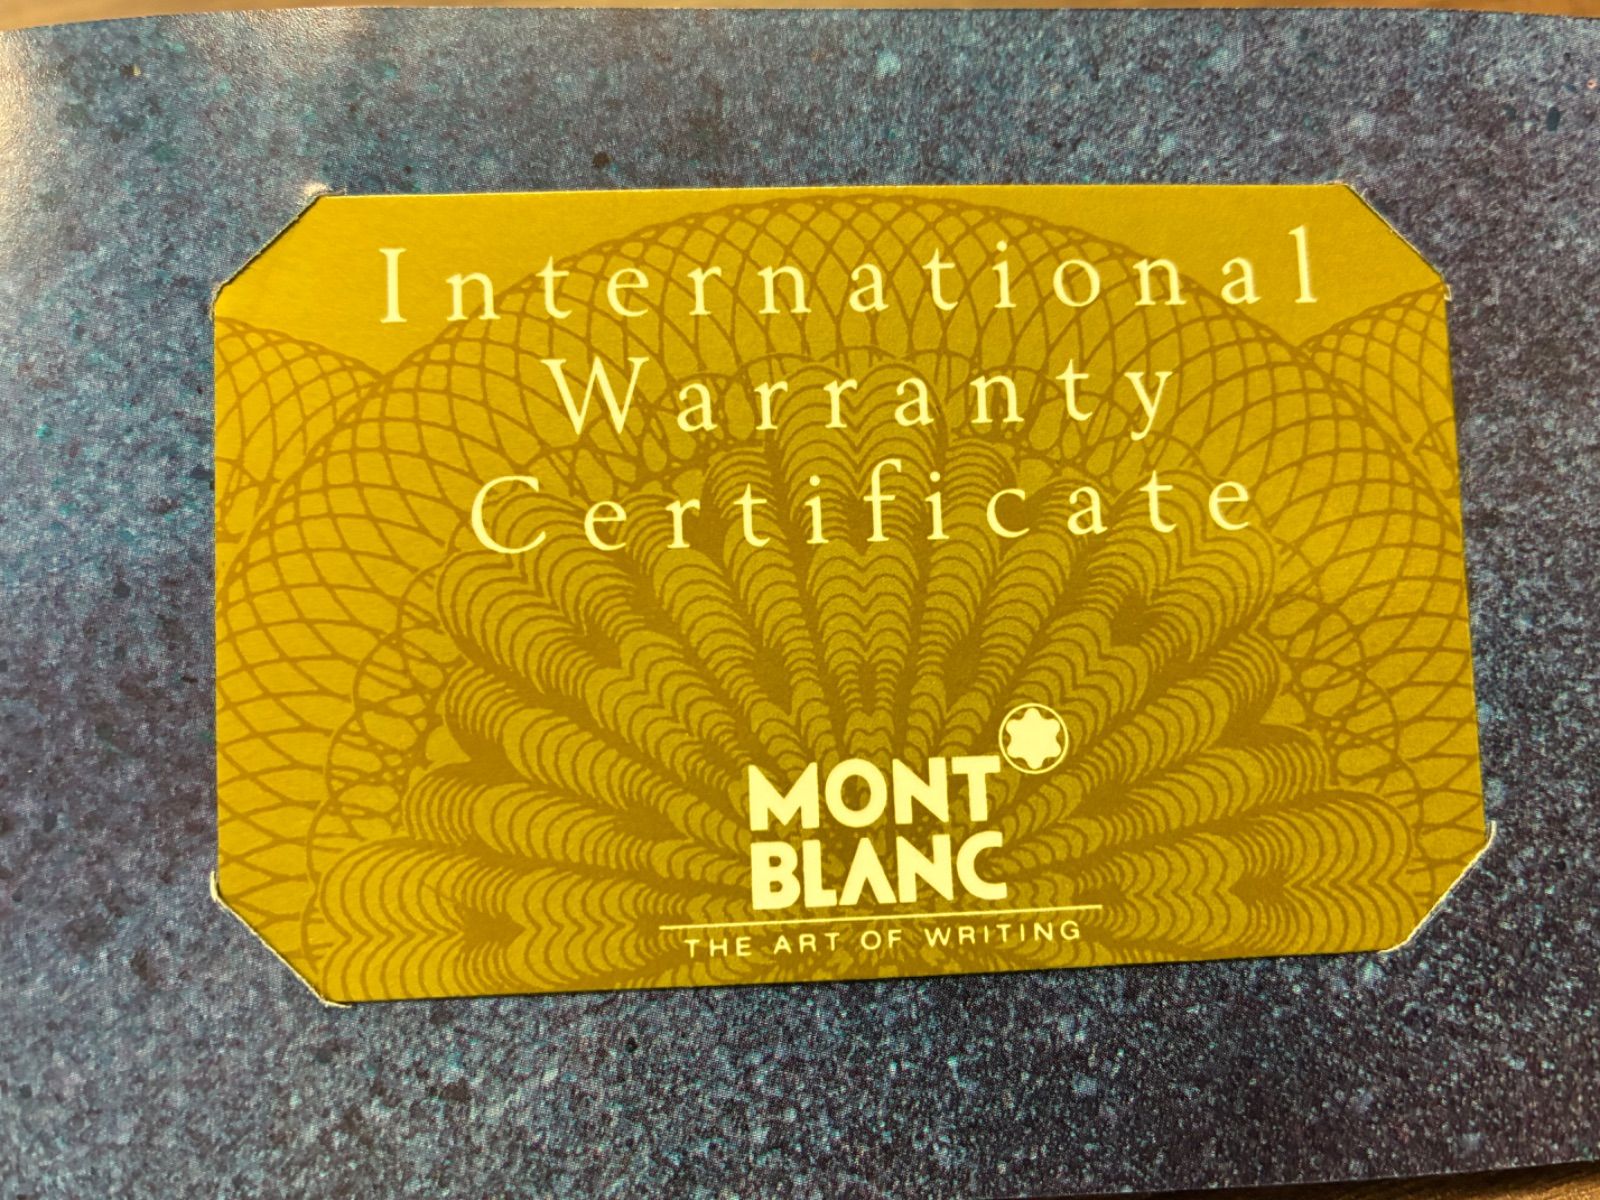 International
Warranty
Certificate
MONT
BLANC
THE ART OF WRITING